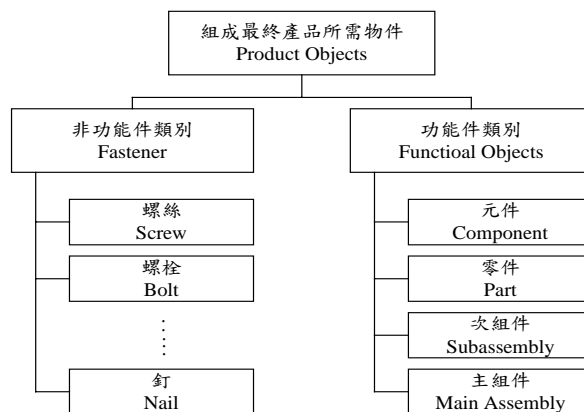 組成最終產品所需物件
Product Objects
非功能件類別
Fastener
螺絲
Screw
螺栓
Bolt
釘
Nail
功能件類別
Functioal Objects
元件
Component
零件
Part
次組件
Subassembly
主組件
Main Assembly